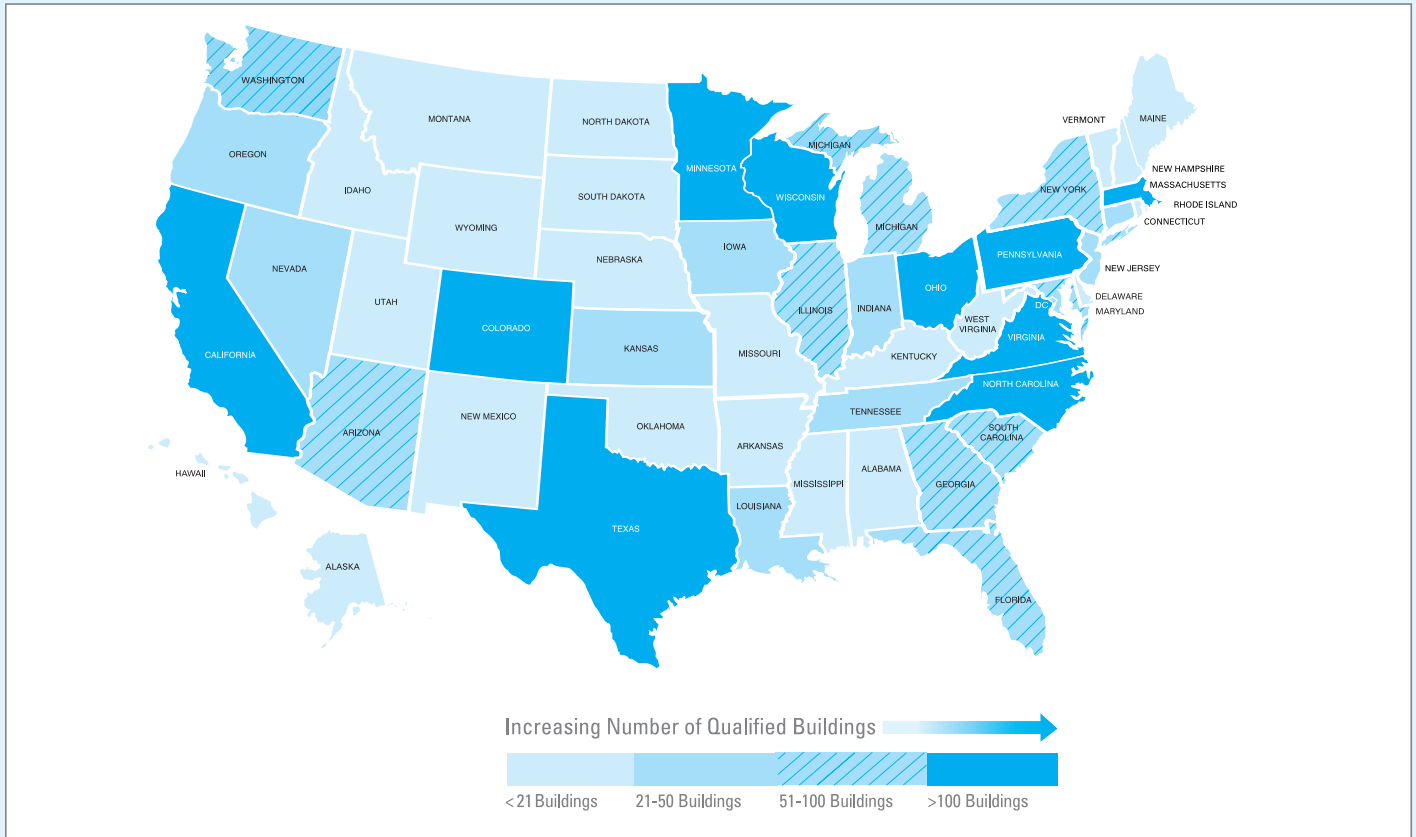 WASHINGTON
MONTANA
NORTH DAKOTA
MINNESOTA
MICHIGAN
VERMONT
MAINE
OREGON
IDAHO
SOUTH DAKOTA
WISCONSIN
NEW HAMPSHIRE
MASSACHUSETTS
NEW YORK
RHODE ISLAND
CONNECTICUT
WYOMING
MICHIGAN
IOWA
PENNSYLVANIA
NEVADA
NEBRASKA
NEW JERSEY
UTAH
OHIO
DELAWARE
ILLINOIS
INDIANA
DC
MARYLAND
COLORADO
WEST
VIRGINIA
VIRGINIA
CALIFORNIA
KANSAS
MISSOURI
KENTUCKY
NORTH CAROLINA
NEW MEXICO
TENNESSEE
ARIZONA
OKLAHOMA
SOUTH
CAROLINA
ARKANSAS
HAWAII
ALABAMA
MISSISSIPPI
GEORGIA
LOUISIANA
TEXAS
ALASKA
FLORIDA
Increasing Number of Qualified Buildings
<21 Buildings
21-50 Buildings
51-100 Buildings
>100 Buildings